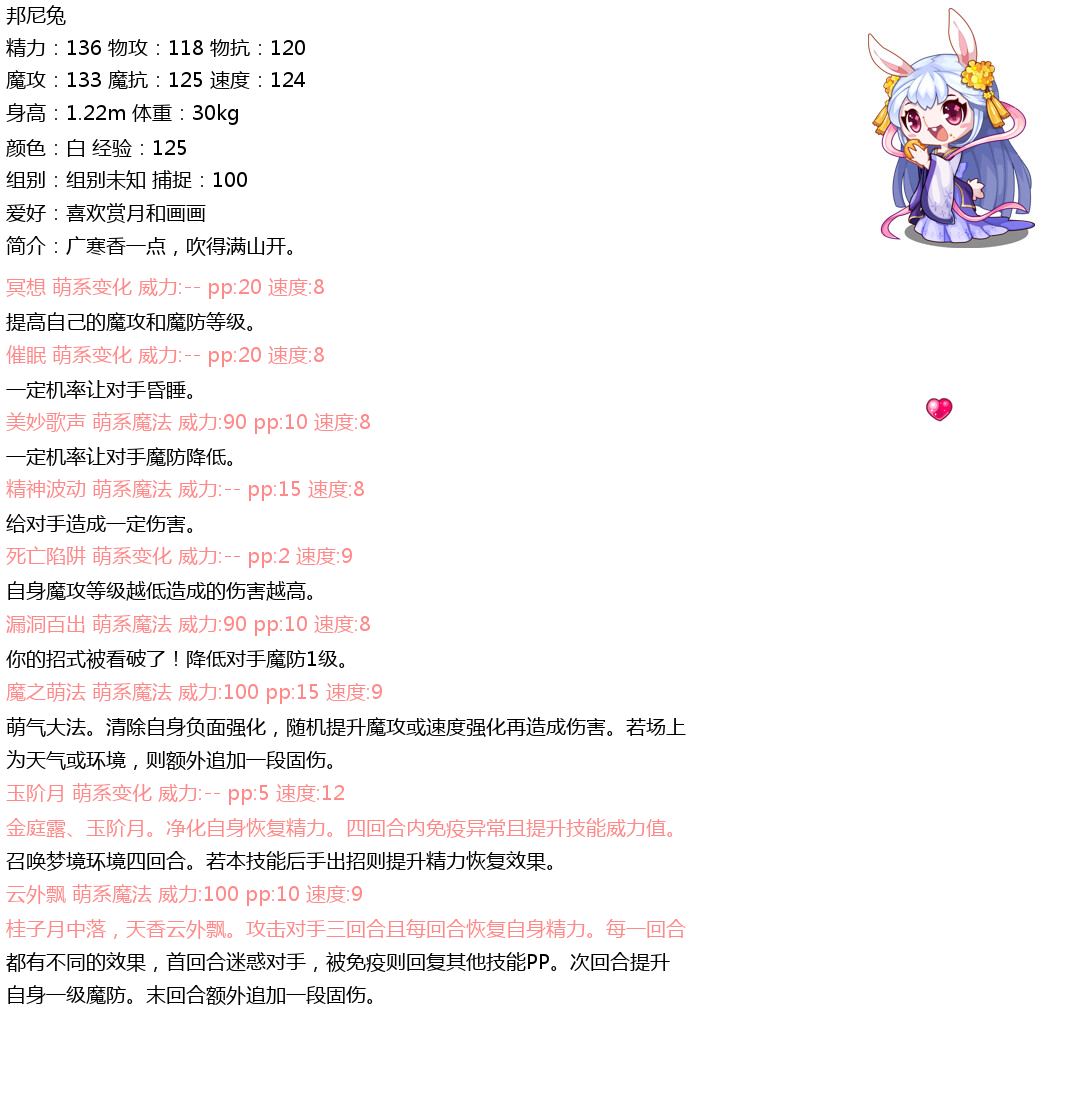 邦尼兔
精力：136 物攻：118 物抗：120
魔攻：133 魔抗：125 速度：124
身高：1.22m 体重：30kg
颜色：白 经验：125
组别：组别未知 捕捉：100
爱好：喜欢赏月和画画
简介：广寒香一点，吹得满山开。
冥想 萌系变化 威力:-- pp:20 速度:8
提高自己的魔攻和魔防等级。
催眠 萌系变化 威力:-- pp:20 速度:8
一定机率让对手昏睡。
美妙歌声 萌系魔法 威力:90 pp:10 速度:8
一定机率让对手魔防降低。
精神波动 萌系魔法 威力:-- pp:15 速度:8
给对手造成一定伤害。
死亡陷阱 萌系变化 威力:-- pp:2 速度:9
自身魔攻等级越低造成的伤害越高。
漏洞百出 萌系魔法 威力:90 pp:10 速度:8
你的招式被看破了！降低对手魔防1级。
魔之萌法 萌系魔法 威力:100 pp:15 速度:9
萌气大法。清除自身负面强化，随机提升魔攻或速度强化再造成伤害。若场上
为天气或环境，则额外追加一段固伤。
玉阶月 萌系变化 威力:-- pp:5 速度:12
金庭露、玉阶月。净化自身恢复精力。四回合内免疫异常且提升技能威力值。
召唤梦境环境四回合。若本技能后手出招则提升精力恢复效果。
云外飘 萌系魔法 威力:100 pp:10 速度:9
桂子月中落，天香云外飘。攻击对手三回合且每回合恢复自身精力。每一回合
都有不同的效果，首回合迷惑对手，被免疫则回复其他技能PP。次回合提升
自身一级魔防。末回合额外追加一段固伤。